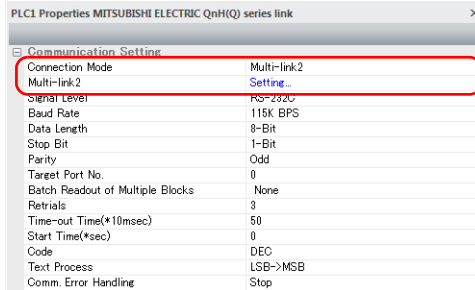 PLC1 Properties MITSUBISHI ELECTRIC QnH(Q) series link
Communication Setting
Connection Mode Multi-link2
Multi-link2 Setting...
Signal Level RS-232C
Baud Rate 115K BPS
Data Length 8-Bit
Stop Bit 1-Bit
Parity Odd
Target Port No. 0
Batch Readout of Multiple Blocks None
Retrials 3
Time-out Time(*10msec) 50
Start Time(*sec) 0
Code DEC
Text Process LSB->MSB
Comm. Error Handling Stop